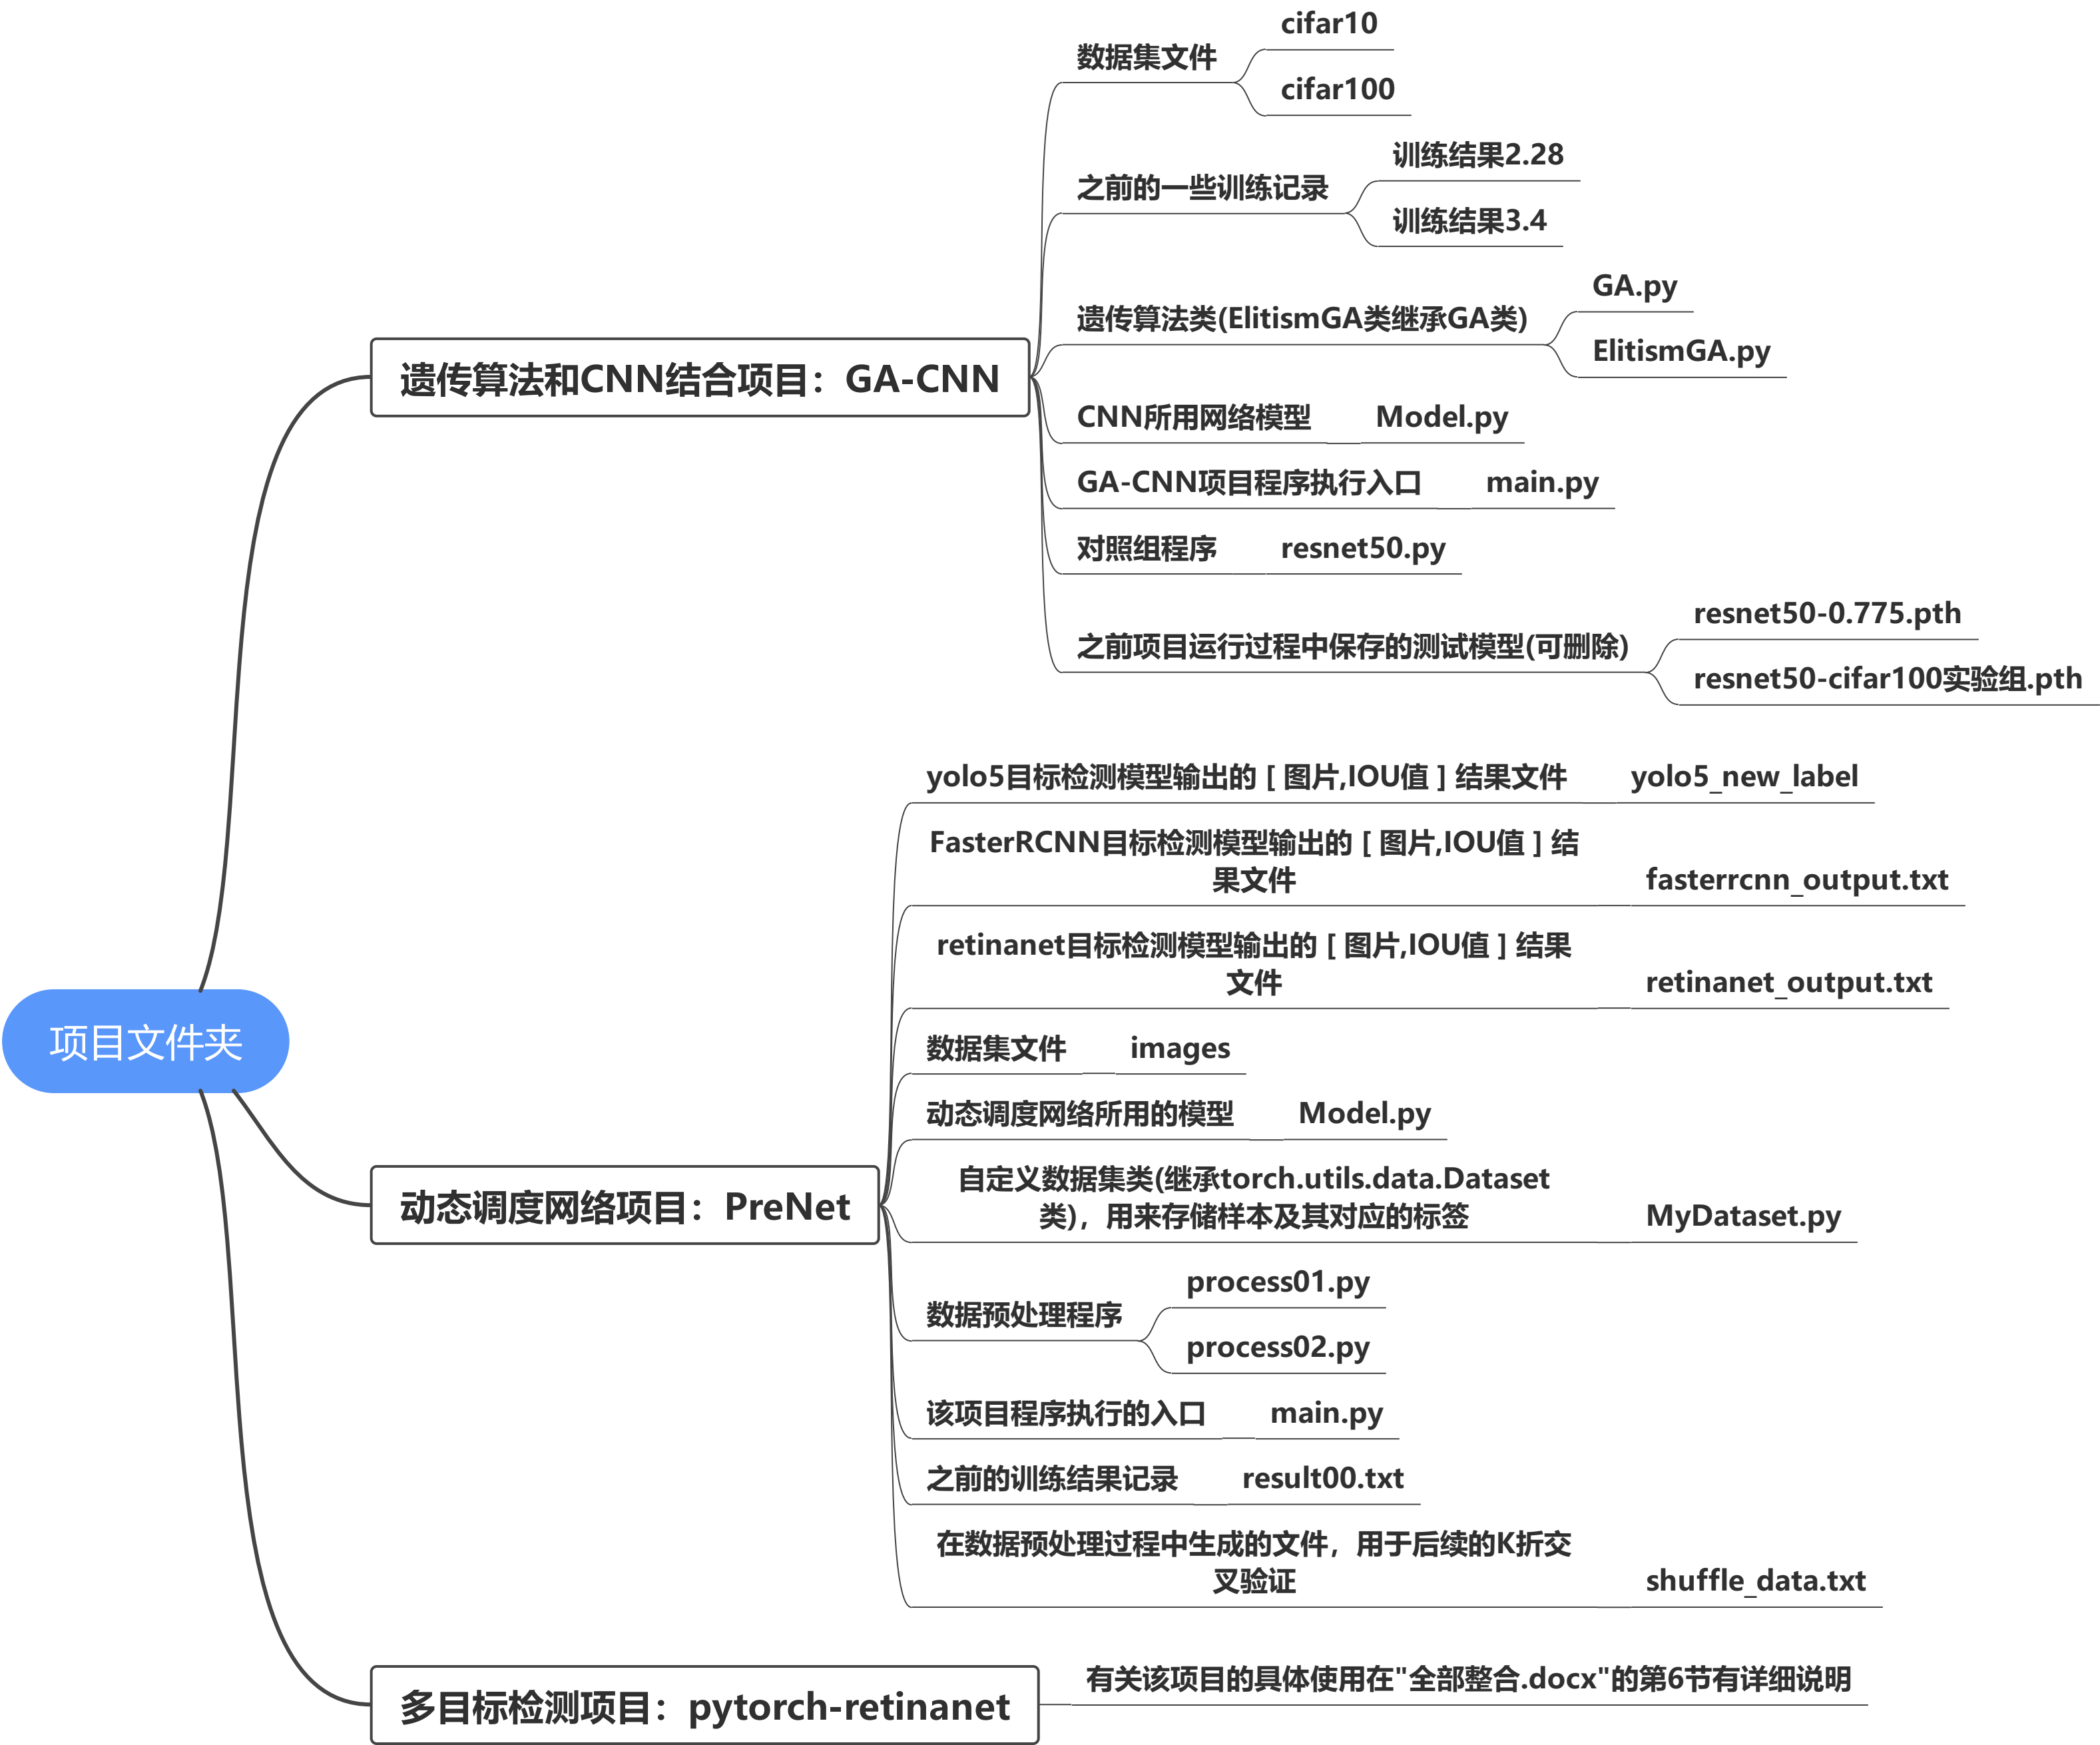 项目文件夹
遗传算法和CNN结合项目：GA-CNN
数据集文件
cifar10
cifar100
之前的一些训练记录
训练结果2.28
训练结果3.4
遗传算法类(ElitismGA类继承GA类)
GA.py
ElitismGA.py
CNN所用网络模型
Model.py
GA-CNN项目程序执行入口
main.py
对照组程序
resnet50.py
之前项目运行过程中保存的测试模型(可删除)
resnet50-0.775.pth
resnet50-cifar100实验组.pth
动态调度网络项目：PreNet
yolo5目标检测模型输出的 [ 图片,IOU值 ] 结果文件
yolo5_new_label
FasterRCNN目标检测模型输出的 [ 图片,IOU值 ] 结
果文件
fasterrcnn_output.txt
retinanet目标检测模型输出的 [ 图片,IOU值 ] 结果
文件
retinanet_output.txt
数据集文件
images
动态调度网络所用的模型
Model.py
自定义数据集类(继承torch.utils.data.Dataset
类)，用来存储样本及其对应的标签
MyDataset.py
数据预处理程序
process01.py
process02.py
该项目程序执行的入口
main.py
之前的训练结果记录
result00.txt
在数据预处理过程中生成的文件，用于后续的K折交
叉验证
shuffle_data.txt
多目标检测项目：pytorch-retinanet
有关该项目的具体使用在"全部整合.docx"的第6节有详细说明